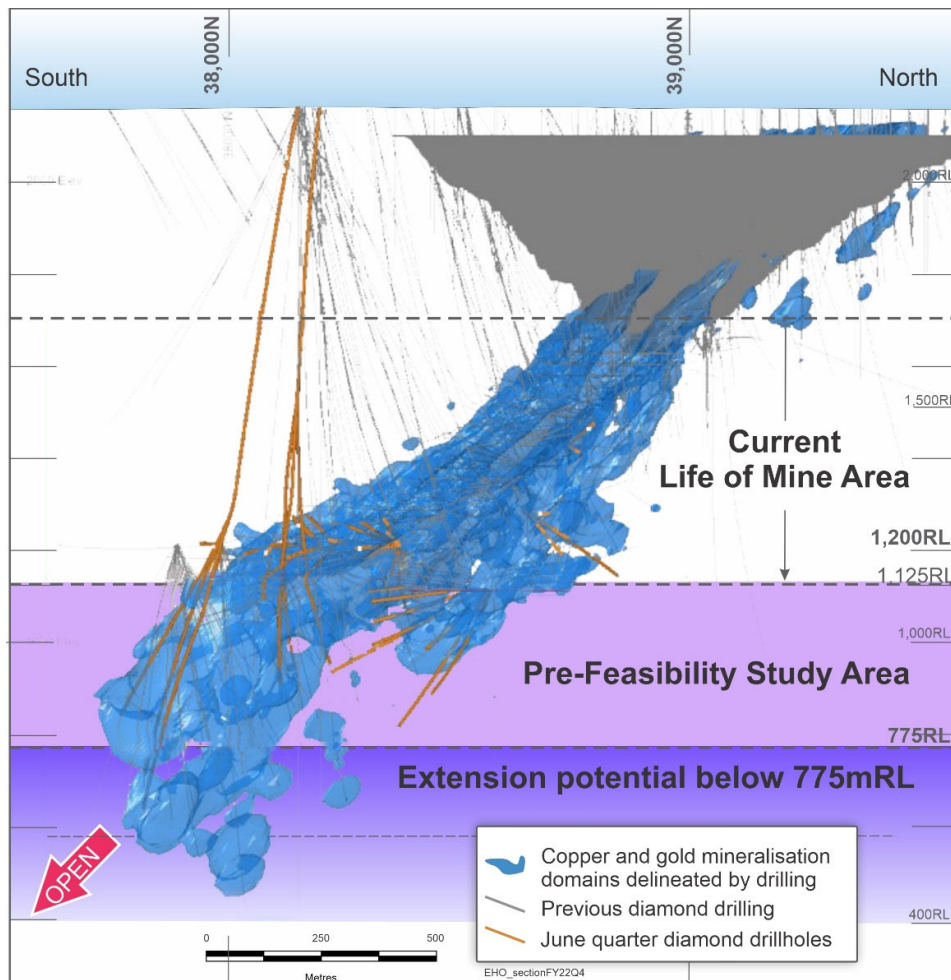 38,000N
39,000N
South
North
2,000RL
1,500RL
Current
Life of Mine Area
1,200RL
1,125RL
1,000RL
Pre-Feasibility Study Area
775RL
Extension potential below 775mRL
OPEN
Copper and gold mineralisation
domains delineated by drilling
Previous diamond drilling
June quarter diamond drillholes
400RL
0 250 500
Metres
EHO_sectionFY22Q4